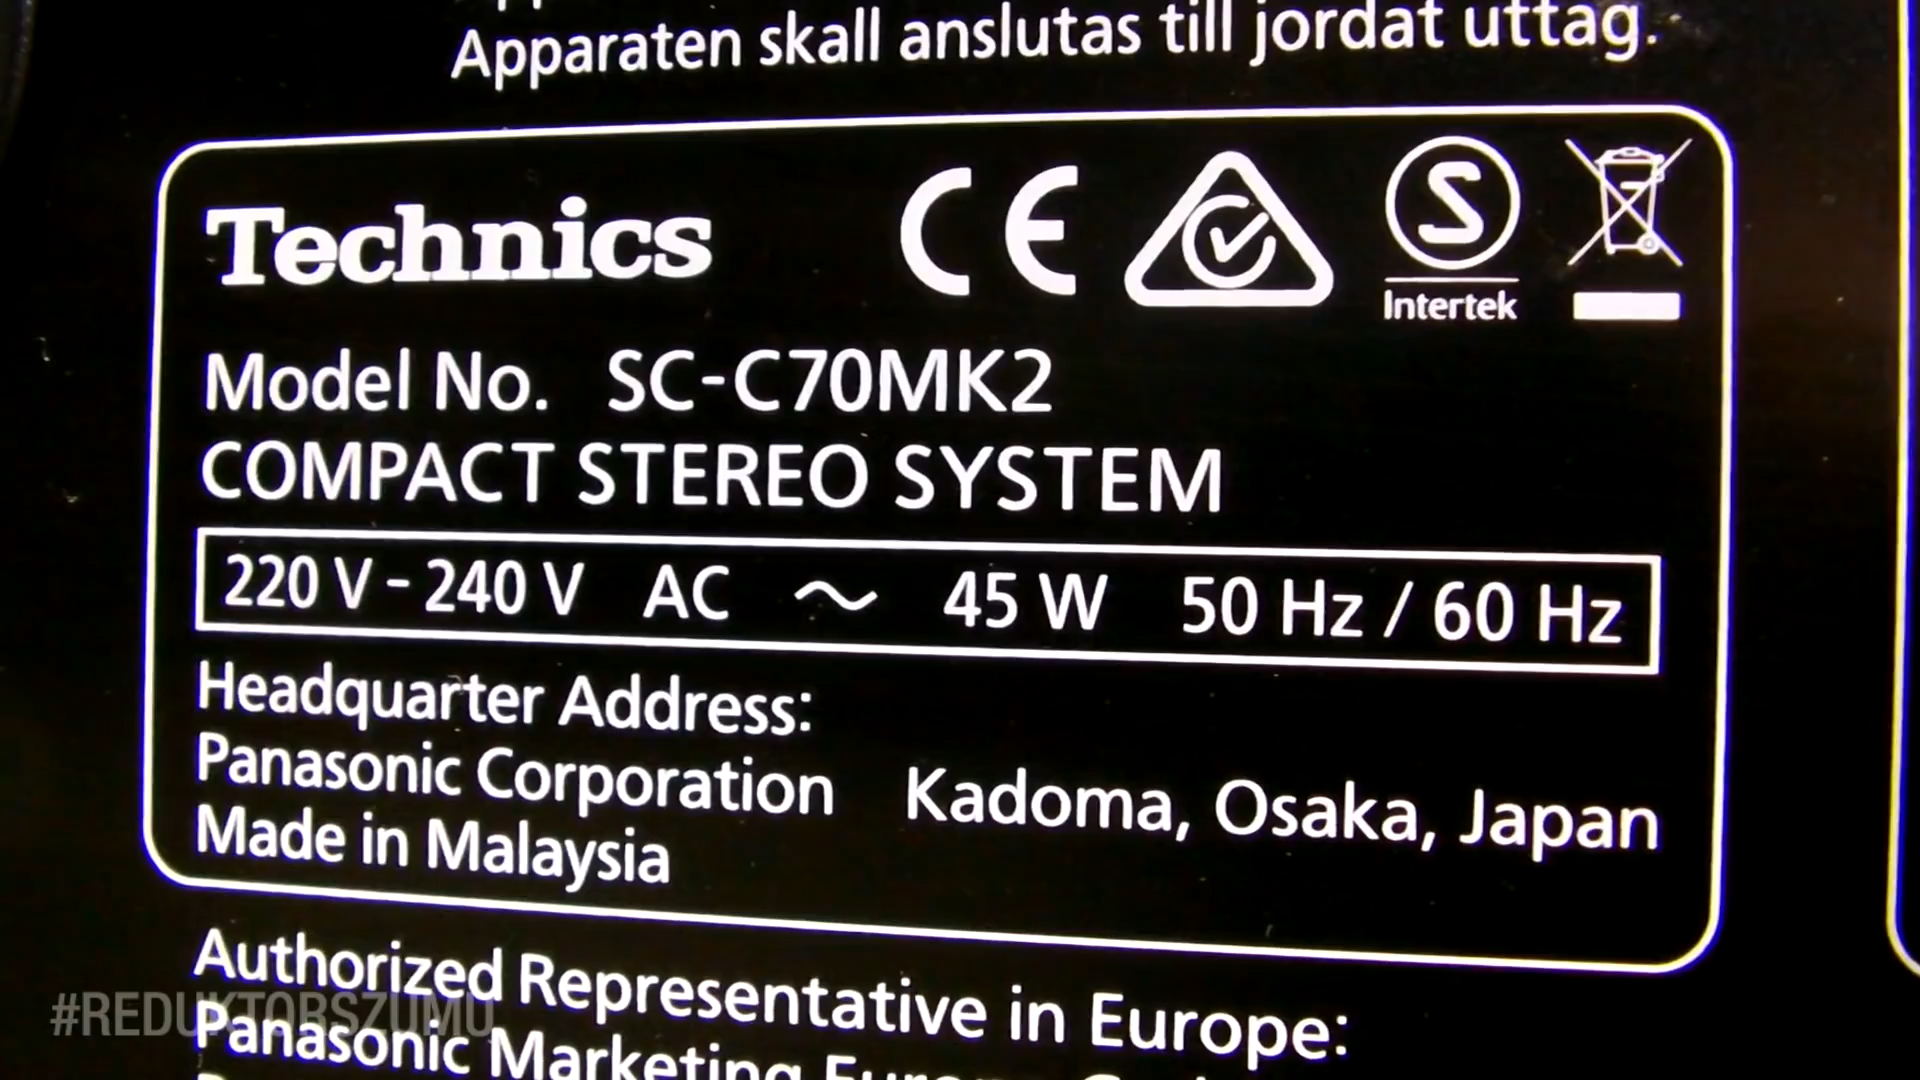 Apparaten skall anslutas till jordat uttag.
Technics CE S Intertek
Model No. SC-C70MK2
COMPACT STEREO SYSTEM
220 V - 240 V AC ~ 45 W 50 Hz / 60 Hz
Headquarter Address:
Panasonic Corporation Kadoma, Osaka, Japan
Made in Malaysia
Authorized Representative in Europe:
#REDUKTORSZUMU
Panasonic Marketing Europe